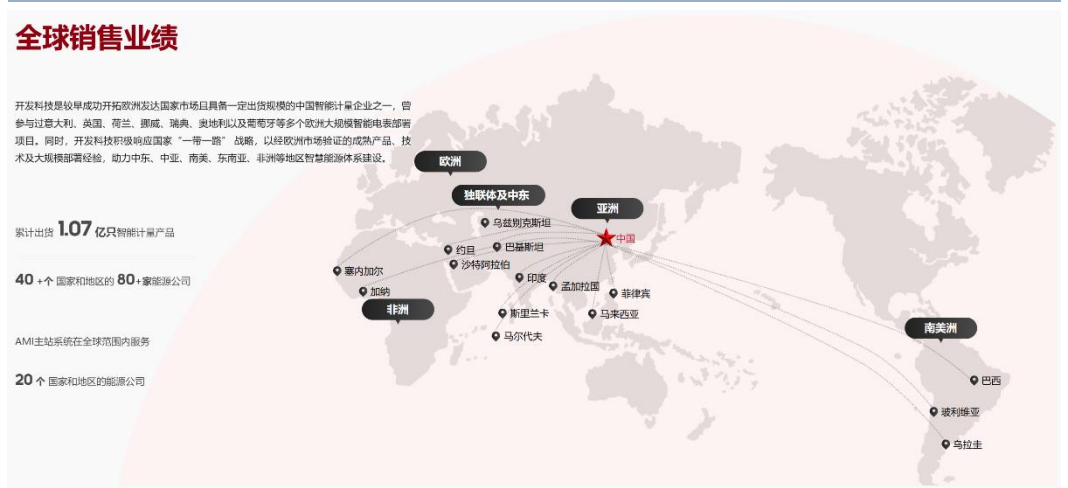 全球销售业绩
开发科技是较早成功开拓欧洲发达国家市场且具备一定出货规模的中国智能计量企业之一，曾
参与过意大利、英国、荷兰、挪威、瑞典、奥地利以及葡萄牙等多个欧洲大规模智能电表部署
项目。同时，开发科技积极响应国家“一带一路” 战略，以经欧洲市场验证的成熟产品、技
术及大规模部署经验，助力中东、中亚、南美、东南亚、非洲等地区智慧能源体系建设。
累计出货 1.07 亿只智能计量产品
40 +个 国家和地区的 80+家能源公司
AMI主站系统在全球范围内服务
20 个 国家和地区的能源公司
欧洲
独联体及中东
亚洲
乌兹别克斯坦
中国
约旦
巴基斯坦
沙特阿拉伯
塞内加尔
印度
加纳
孟加拉国
菲律宾
非洲
斯里兰卡
马来西亚
马尔代夫
南美洲
巴西
玻利维亚
乌拉圭